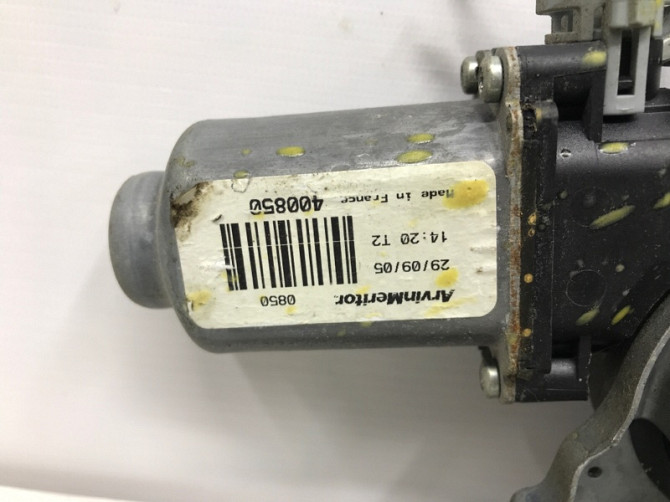 ArvinMeritor.
0850
29/09/05
14:20 T2
400850
Made in France